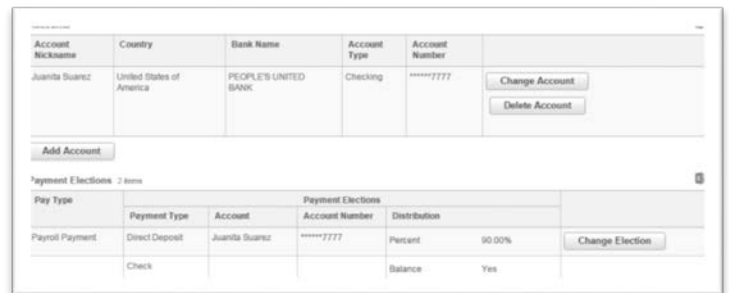 Account Nickname Country Bank Name Account Type Account Number
Juanita Suarez United States of America PEOPLE'S UNITED BANK Checking ******7777 Change Account
Delete Account
Add Account
Payment Elections 2 items
Pay Type Payment Elections
Payment Type Account Account Number Distribution
Payroll Payment Direct Deposit Juanita Suarez ******7777 Percent 90.00% Change Election
Check Balance Yes